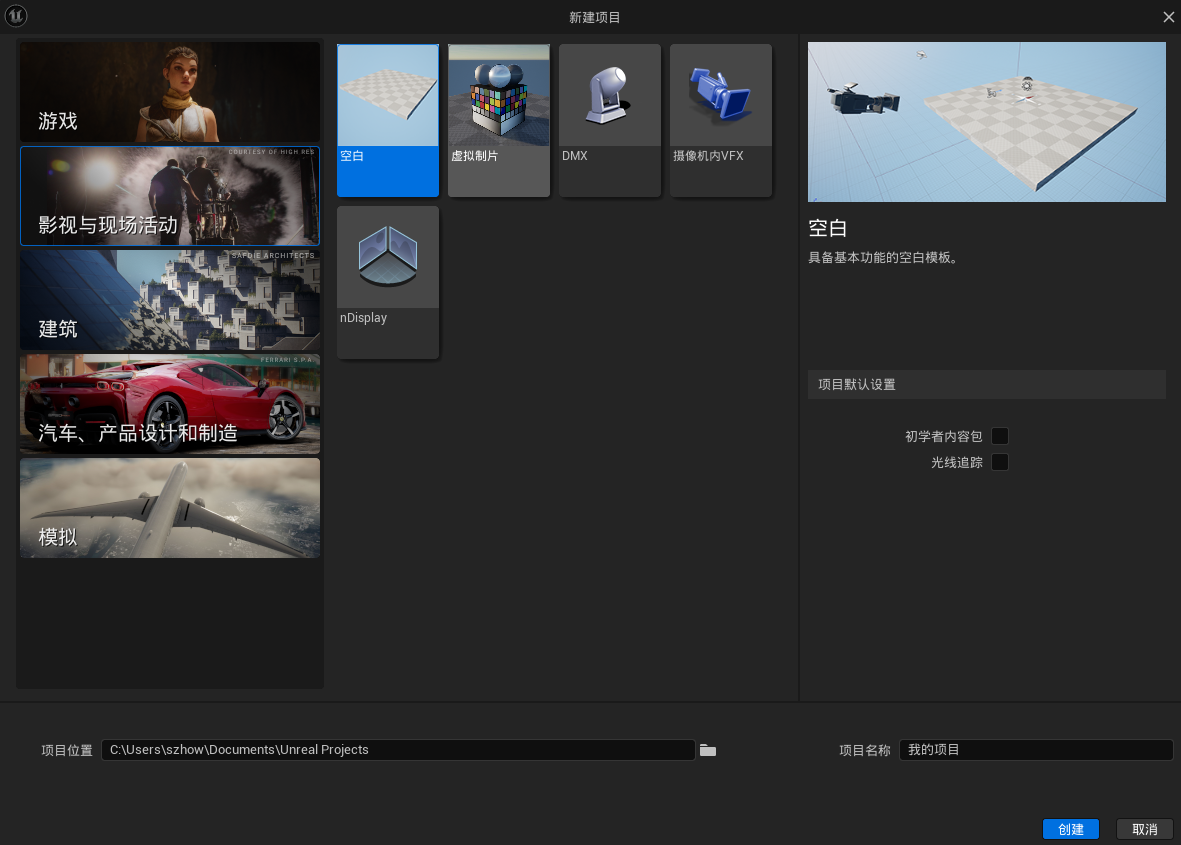 新建项目
游戏
COURTESY OF HIGH RES
影视与现场活动
SAFDIE ARCHITECTS
建筑
FERRARI S.P.A
汽车、产品设计和制造
模拟
空白
虚拟制片
DMX
摄像机内VFX
nDisplay
空白
具备基本功能的空白模板。
项目默认设置
初学者内容包
光线追踪
项目位置 C:\Users\szhow\Documents\Unreal Projects
项目名称 我的项目
创建 取消